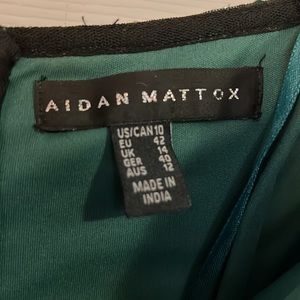 AIDAN MATTOX
US/CAN 10
EU 42
UK 14
GER 40
AUS 12
MADE IN
INDIA